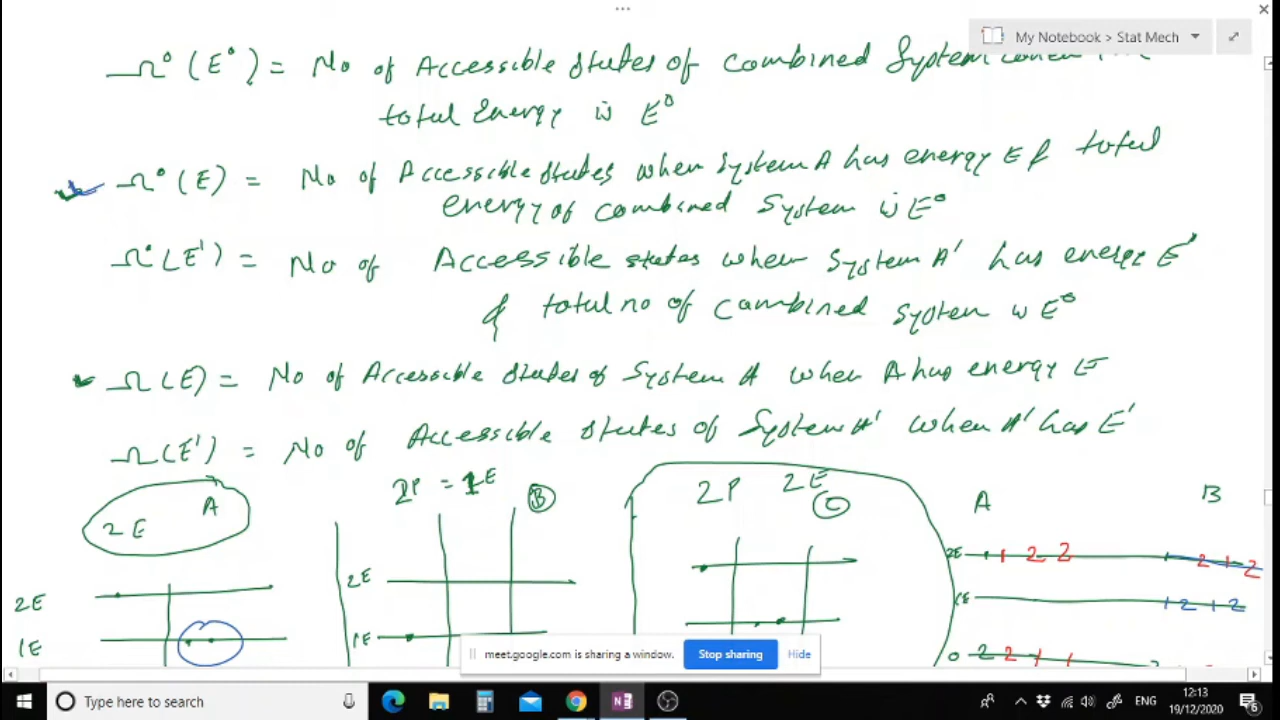 My Notebook > Stat Mech
Ω°(E°) = No of Accessible States of Combined System
total Energy is E°
Ω°(E) = No of Accessible States when System A has energy E & total
energy of combined System is E°
Ω°(E') = No of Accessible states when System A' has energy E'
& total no of combined system is E°
Ω(E) = No of Accessible States of System A when A has energy E
Ω(E') = No of Accessible States of System A' when A' has E'
2E A
2P = 1E B
2P 2E C
A B
2E
1E
2E
1E
2E 1 2 2 2 1 2
1E 1 2 1 2
0 2 2 1 1
meet.google.com is sharing a window. Stop sharing Hide
Type here to search
ENG
12:13
19/12/2020
6